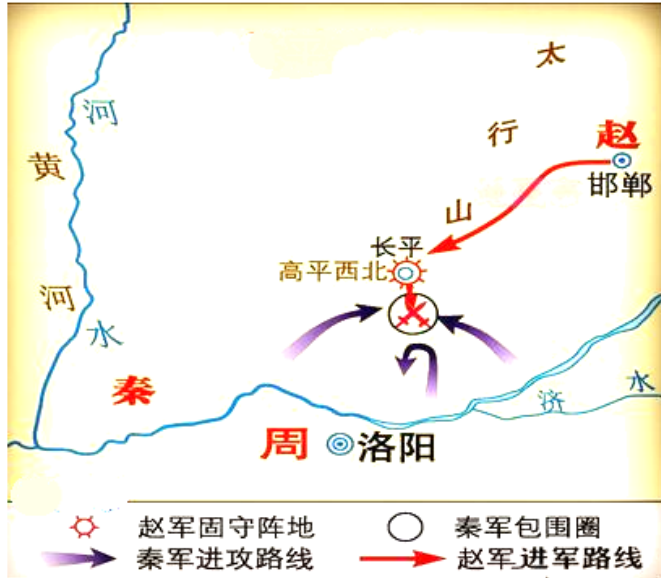 太
行
山
赵
邯郸
河
水
黄
河
长平
高平西北
秦
周
洛阳
济
水
赵军固守阵地
秦军包围圈
秦军进攻路线
赵军进军路线